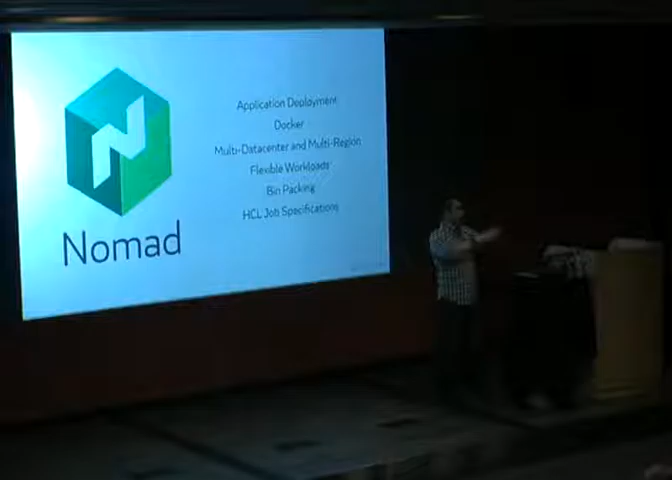 Nomad
Application Deployment
Docker
Multi-Datacenter and Multi-Region
Flexible Workloads
Bin Packing
HCL Job Specifications